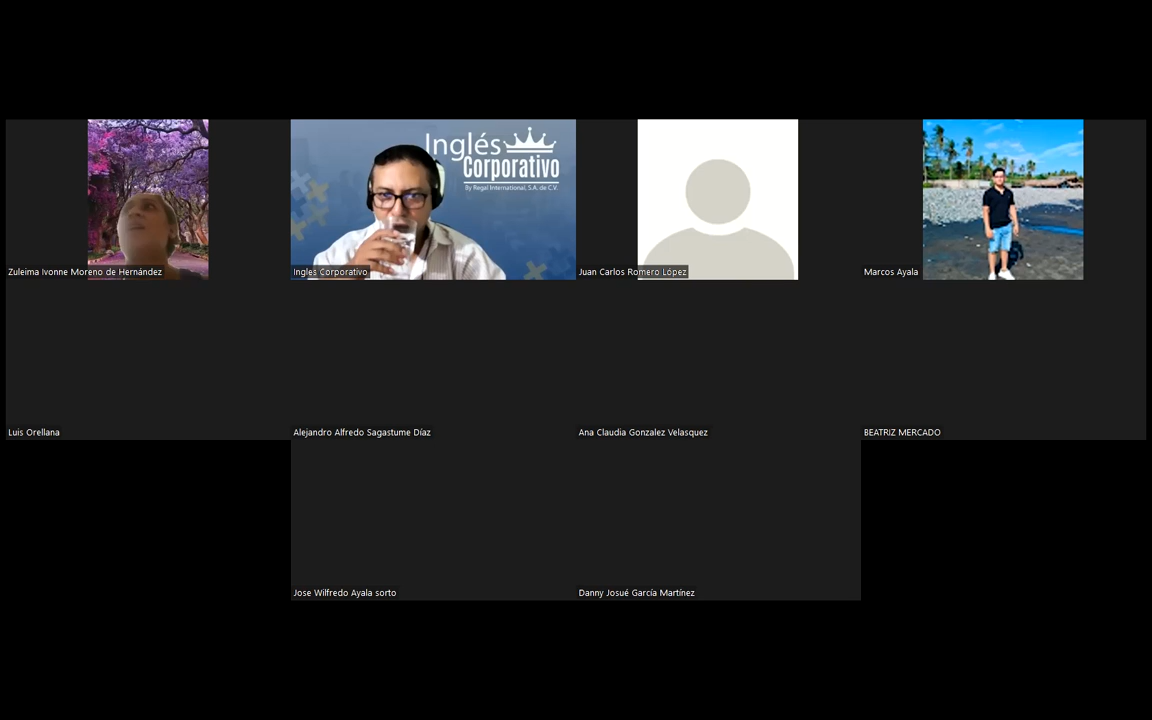 Inglés
Corporativo
By Regal International, S.A. de C.V.
Zuleima Ivonne Moreno de Hernández
Ingles Corporativo
Juan Carlos Romero López
Marcos Ayala
Luis Orellana
Alejandro Alfredo Sagastume Díaz
Ana Claudia Gonzalez Velasquez
BEATRIZ MERCADO
Jose Wilfredo Ayala sorto
Danny Josué García Martínez